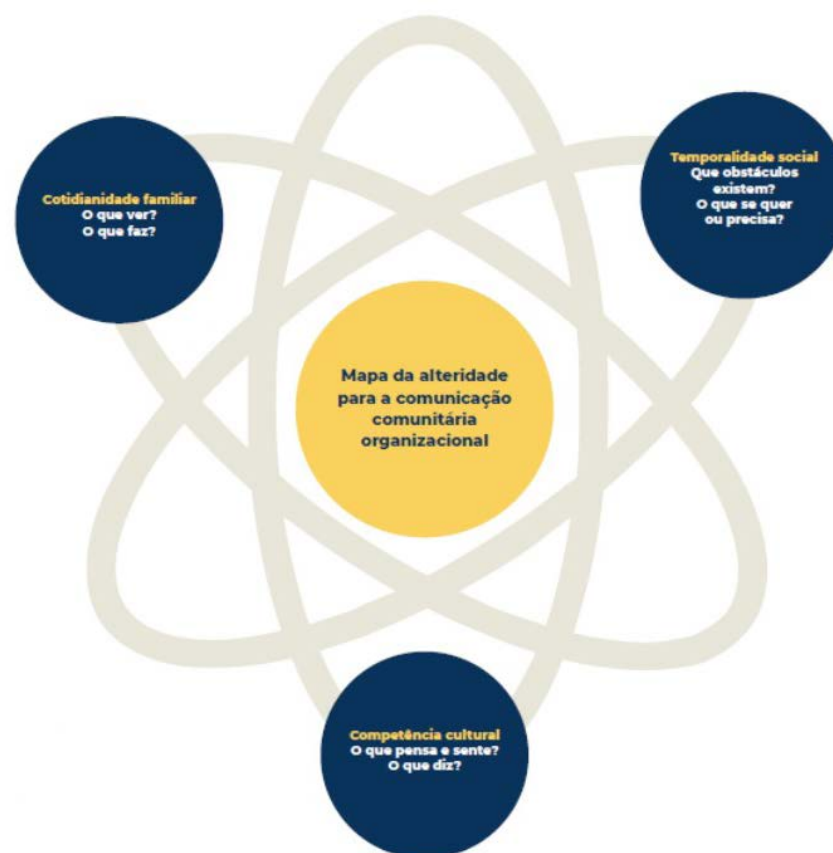 Cotidianidade familiar
O que ver?
O que faz?
Temporalidade social
Que obstáculos
existem?
O que se quer
ou precisa?
Mapa da alteridade
para a comunicação
comunitária
organizacional
Competência cultural
O que pensa e sente?
O que diz?